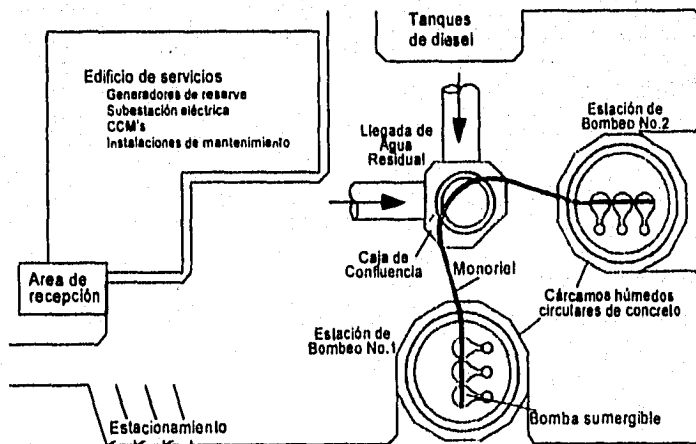 Tanques
de diesel
Edificio de servicios
Generadores de reserve
Subestación eléctrica
CCM's
Instalaciones de mantenimiento
Estación de
Bombeo No.2
Llegada de
Agua
Residual
Caja de
Confluencia
Monoriel
Area de
recepción
Cárcamos húmedos
circulares de concreto
Estación de
Bombeo No.1
Estacionamiento
Bomba sumergible